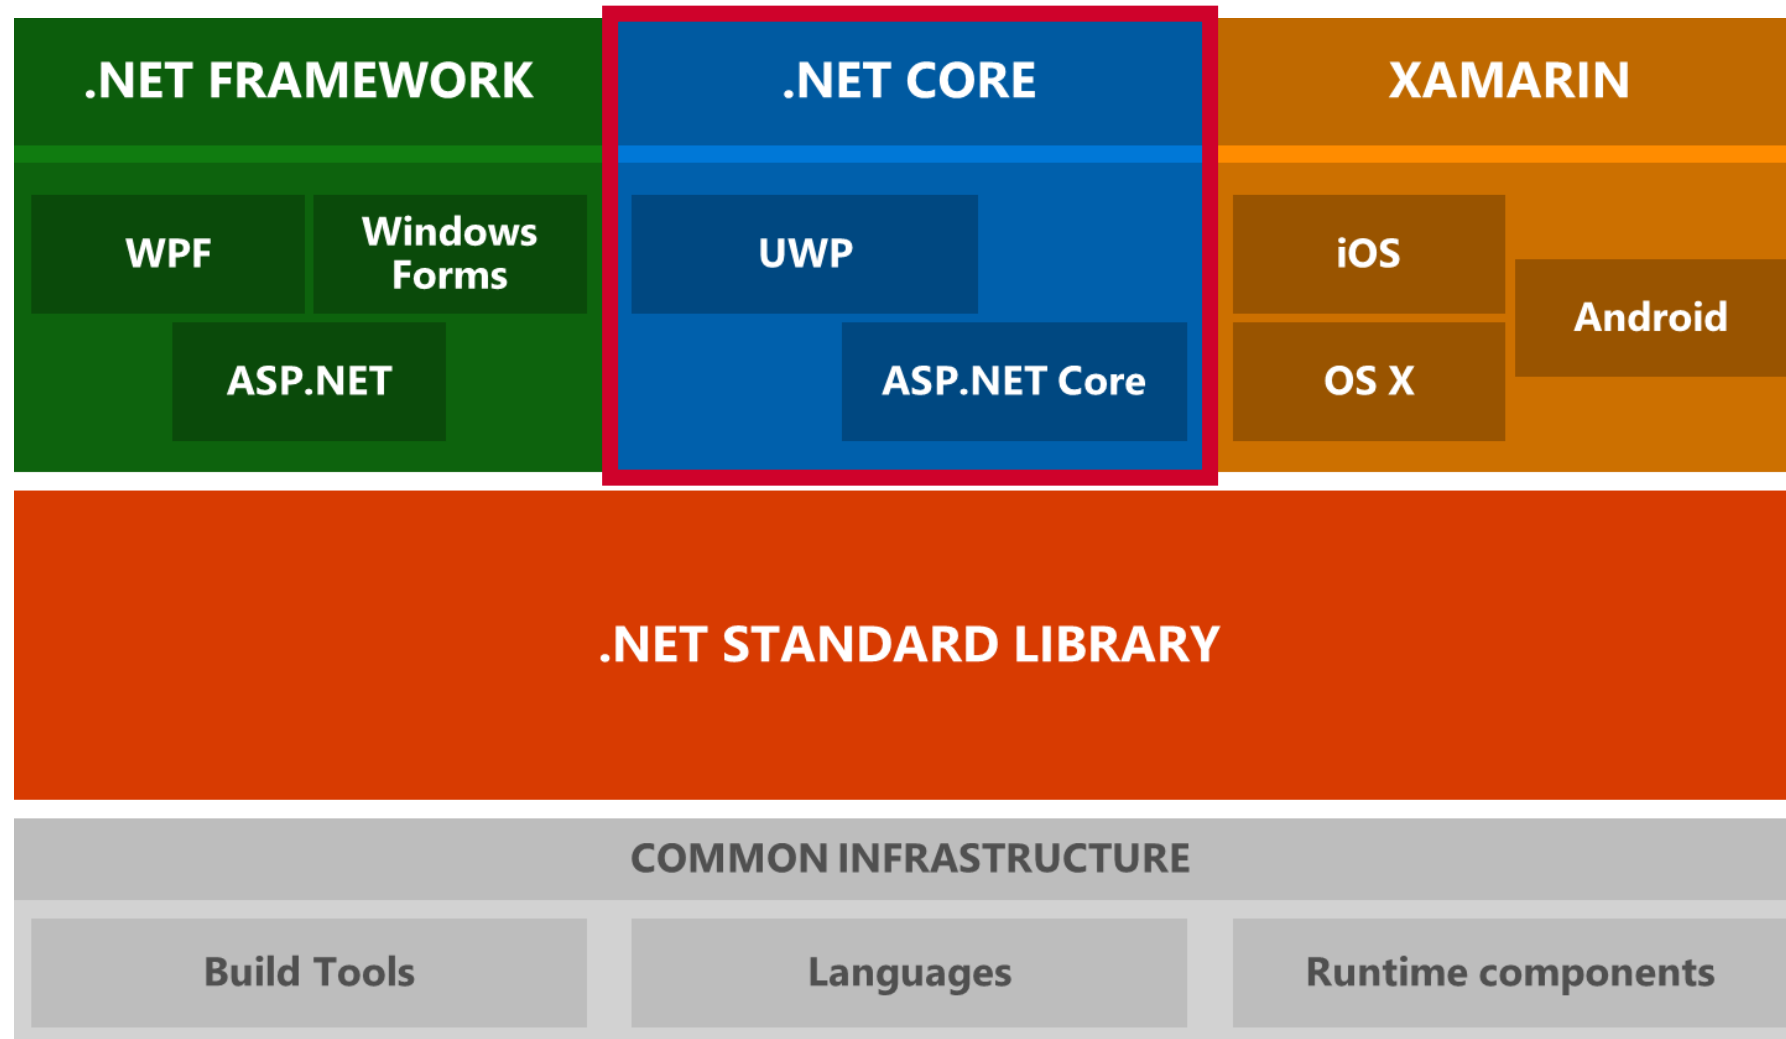 .NET FRAMEWORK
.NET CORE
XAMARIN
WPF
Windows
Forms
ASP.NET
UWP
ASP.NET Core
iOS
Android
OS X
.NET STANDARD LIBRARY
COMMON INFRASTRUCTURE
Build Tools
Languages
Runtime components